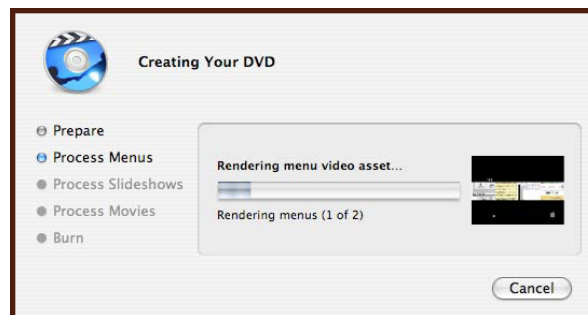 Creating Your DVD
Prepare
Process Menus
Process Slideshows
Process Movies
Burn
Rendering menu video asset...
Rendering menus (1 of 2)
Cancel